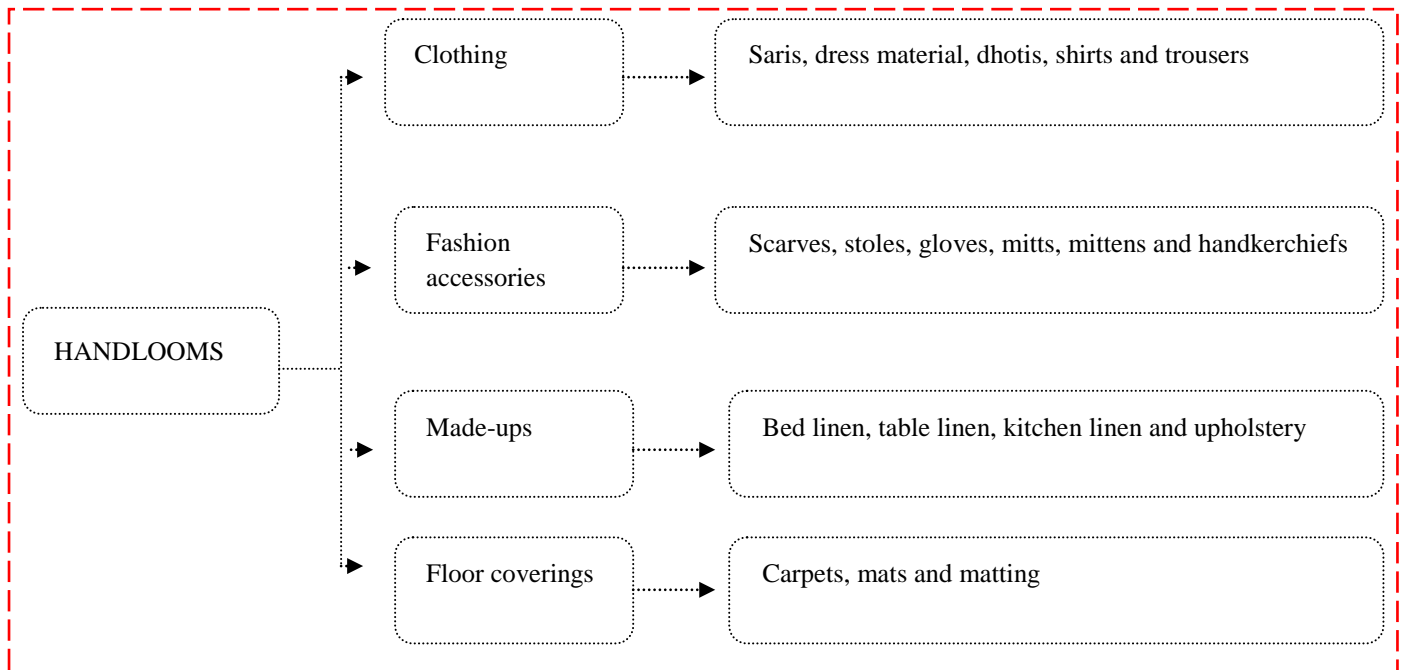 Clothing
Saris, dress material, dhotis, shirts and trousers
Fashion
accessories
Scarves, stoles, gloves, mitts, mittens and handkerchiefs
HANDLOOMS
Made-ups
Bed linen, table linen, kitchen linen and upholstery
Floor coverings
Carpets, mats and matting